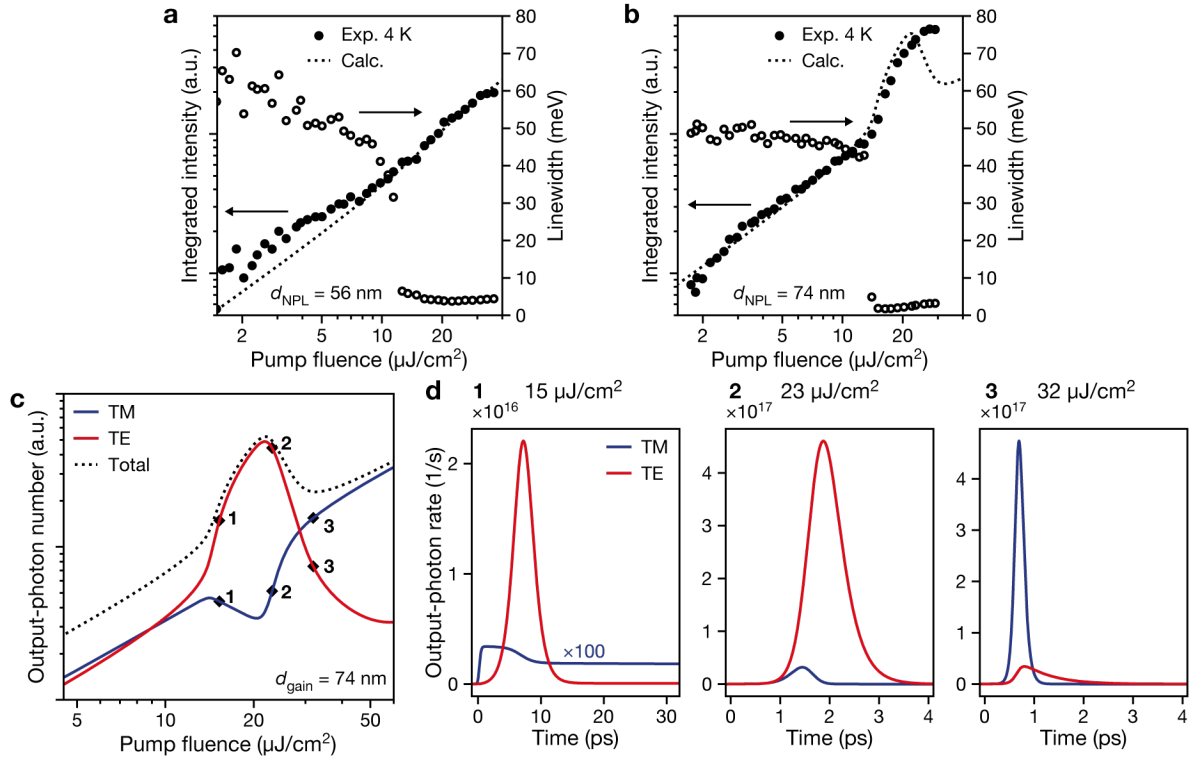 a
Integrated intensity (a.u.)
Exp. 4 K
Calc.
d_NPL = 56 nm
80
70
60
50
40
30
20
10
0
Linewidth (meV)
2
5
10
20
Pump fluence (µJ/cm²)
b
Integrated intensity (a.u.)
Exp. 4 K
Calc.
d_NPL = 74 nm
80
70
60
50
40
30
20
10
0
Linewidth (meV)
2
5
10
20
Pump fluence (µJ/cm²)
c
Output-photon number (a.u.)
TM
TE
Total
1
2
3
1
2
3
d_gain = 74 nm
5
10
20
50
Pump fluence (µJ/cm²)
d
1 15 µJ/cm²
×10¹⁶
Output-photon rate (1/s)
2
1
0
TM
TE
×100
0
10
20
30
Time (ps)
2 23 µJ/cm²
×10¹⁷
5
4
3
2
1
0
0
1
2
3
4
Time (ps)
3 32 µJ/cm²
×10¹⁷
4
3
2
1
0
0
1
2
3
4
Time (ps)